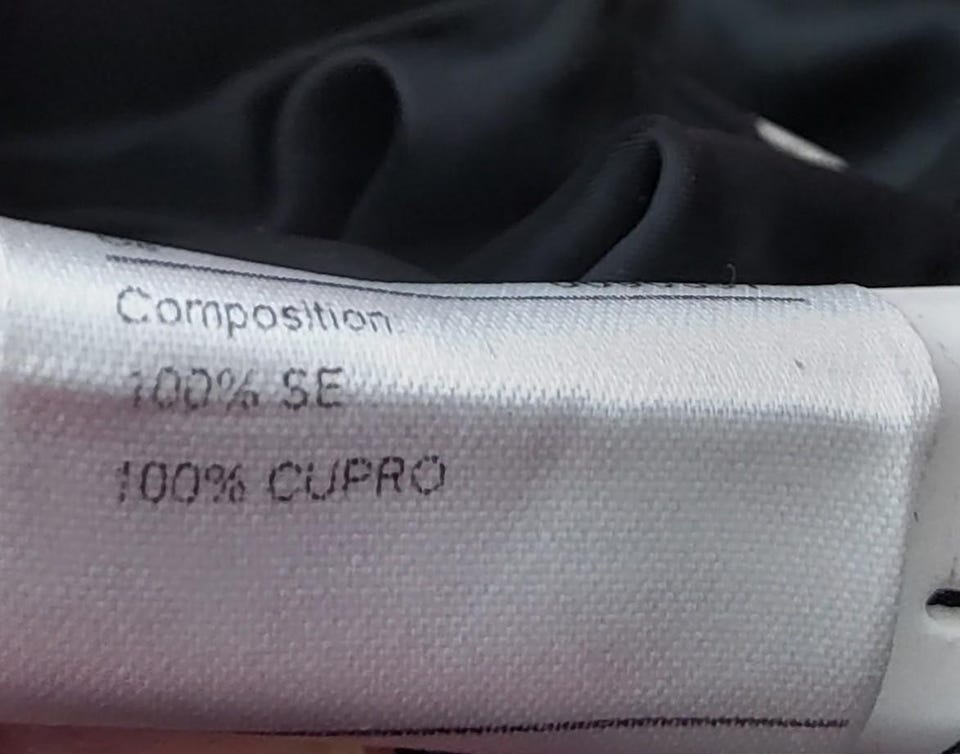 Composition
100% SE
100% CUPRO